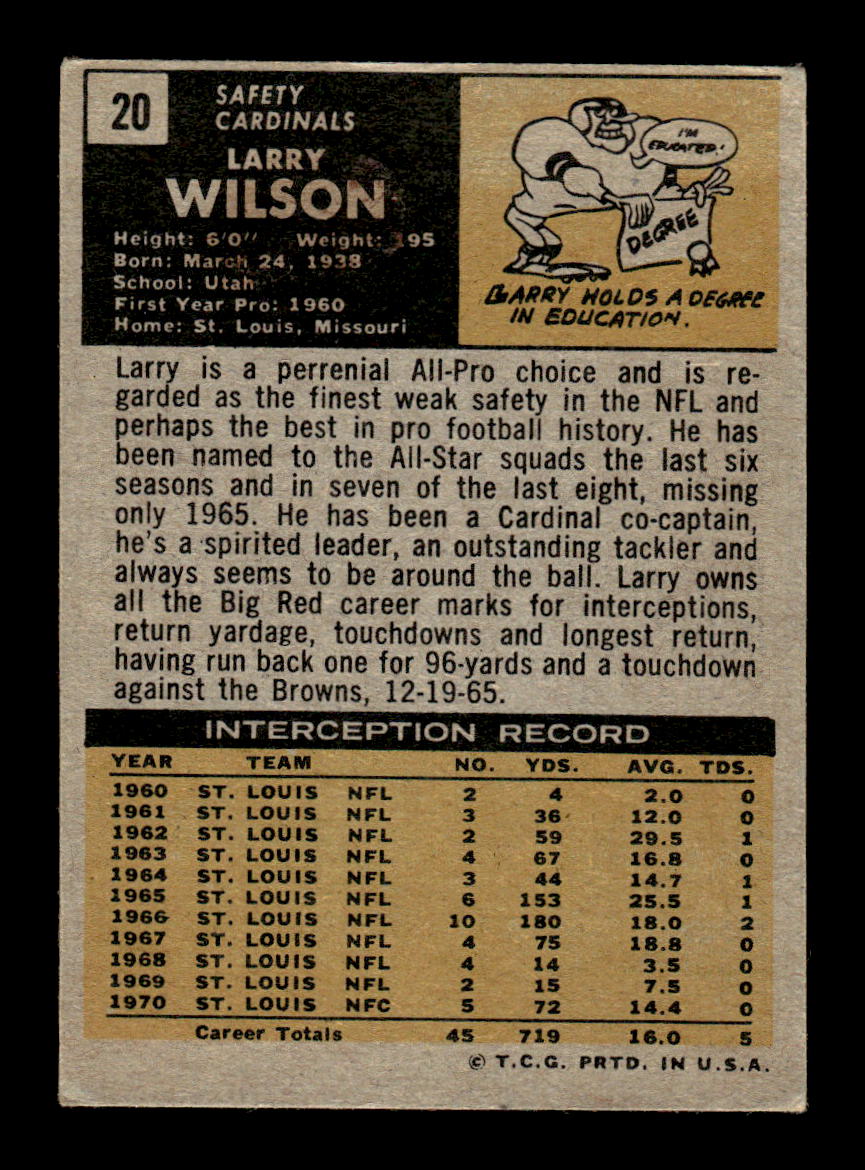 20
SAFETY
CARDINALS
LARRY
WILSON
Height: 6'0" Weight: 195
Born: March 24, 1938
School: Utah
First Year Pro: 1960
Home: St. Louis, Missouri
I'M
EDUCATED!
DEGREE
LARRY HOLDS A DEGREE
IN EDUCATION.
Larry is a perrenial All-Pro choice and is re-
garded as the finest weak safety in the NFL and
perhaps the best in pro football history. He has
been named to the All-Star squads the last six
seasons and in seven of the last eight, missing
only 1965. He has been a Cardinal co-captain,
he's a spirited leader, an outstanding tackler and
always seems to be around the ball. Larry owns
all the Big Red career marks for interceptions,
return yardage, touchdowns and longest return,
having run back one for 96-yards and a touchdown
against the Browns, 12-19-65.
INTERCEPTION RECORD
YEAR TEAM NO. YDS. AVG. TDS.
1960 ST. LOUIS NFL 2 4 2.0 0
1961 ST. LOUIS NFL 3 36 12.0 0
1962 ST. LOUIS NFL 2 59 29.5 1
1963 ST. LOUIS NFL 4 67 16.8 0
1964 ST. LOUIS NFL 3 44 14.7 1
1965 ST. LOUIS NFL 6 153 25.5 1
1966 ST. LOUIS NFL 10 180 18.0 2
1967 ST. LOUIS NFL 4 75 18.8 0
1968 ST. LOUIS NFL 4 14 3.5 0
1969 ST. LOUIS NFL 2 15 7.5 0
1970 ST. LOUIS NFC 5 72 14.4 0
Career Totals 45 719 16.0 5
© T.C.G. PRTD. IN U.S.A.